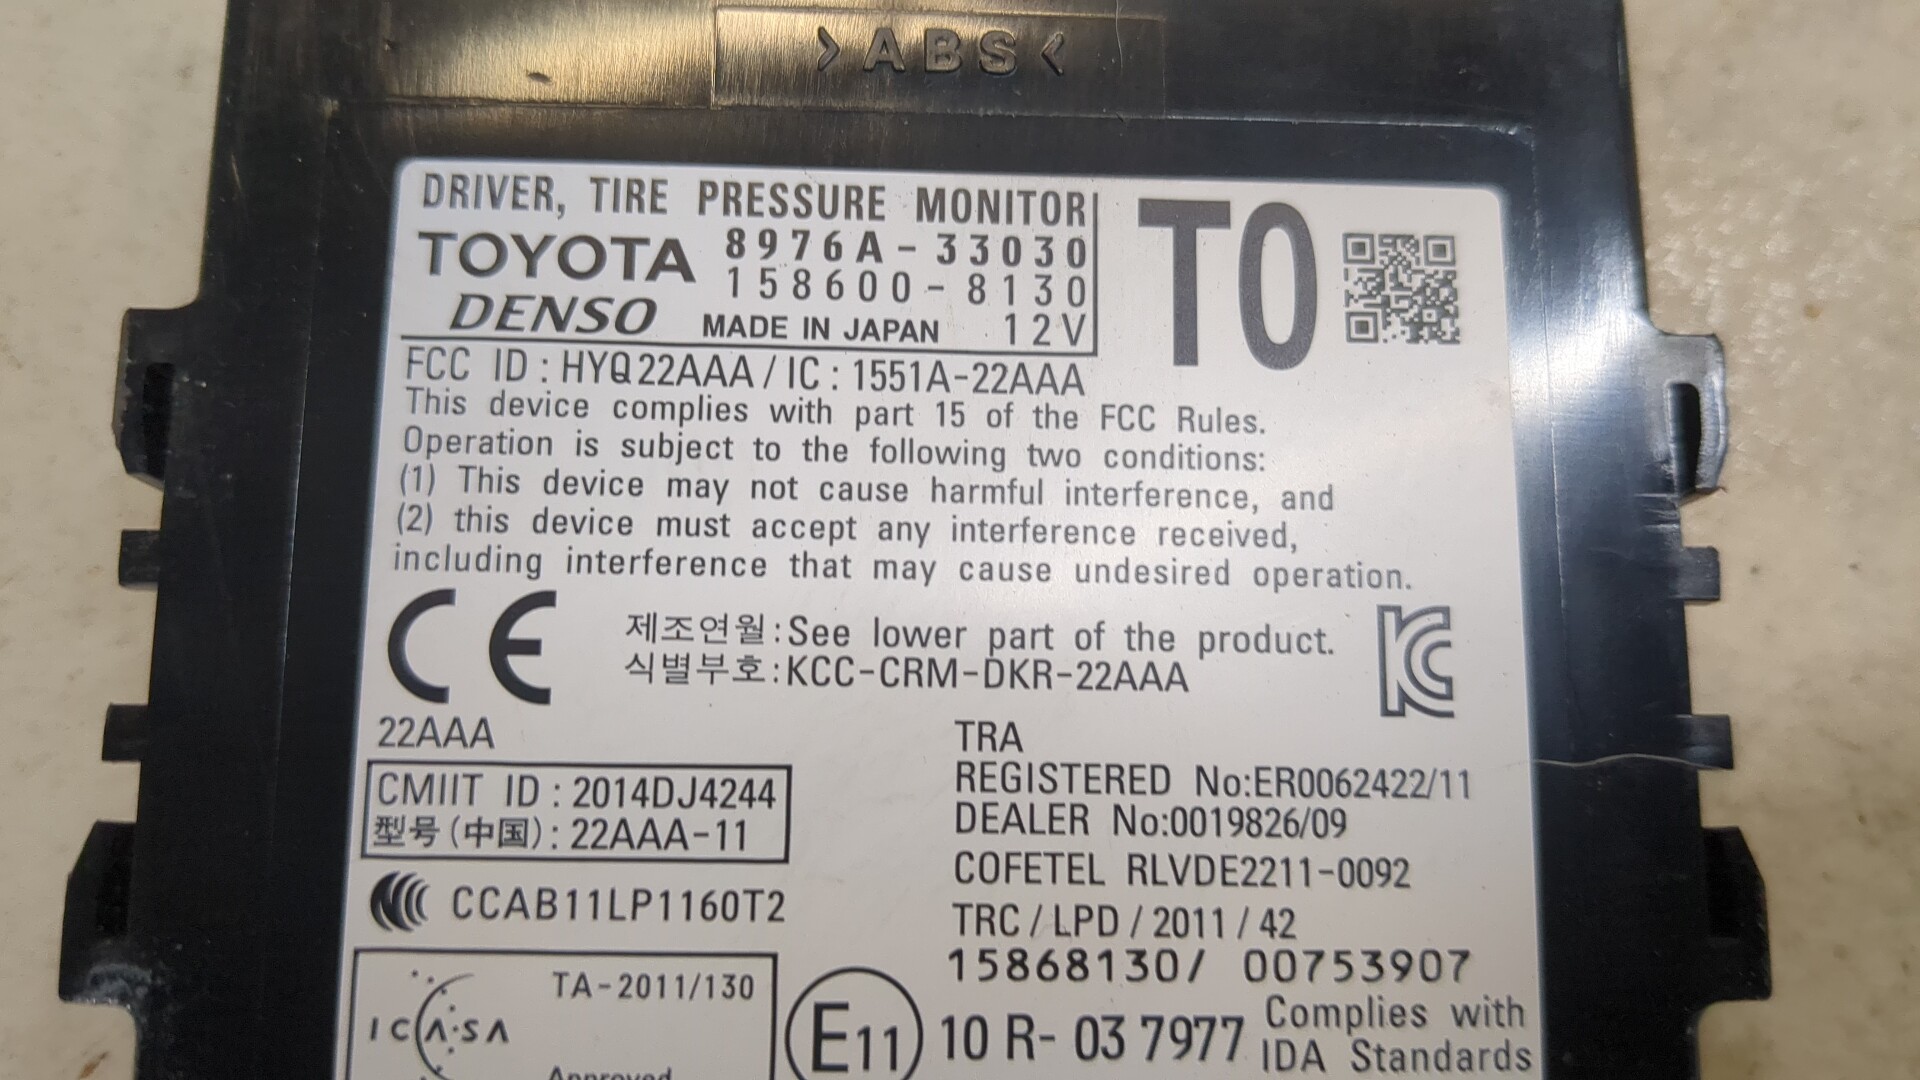 >ABS<
DRIVER, TIRE PRESSURE MONITOR
TOYOTA 8976A-33030
158600-8130
DENSO MADE IN JAPAN 12V
T0
FCC ID : HYQ22AAA / IC : 1551A-22AAA
This device complies with part 15 of the FCC Rules.
Operation is subject to the following two conditions:
(1) This device may not cause harmful interference, and
(2) this device must accept any interference received,
including interference that may cause undesired operation.
CE
제조연월:See lower part of the product.
식별부호:KCC-CRM-DKR-22AAA
22AAA
CMIIT ID : 2014DJ4244
型号(中国) : 22AAA-11
CCAB11LP1160T2
TRA
REGISTERED No:ER0062422/11
DEALER No:0019826/09
COFETEL RLVDE2211-0092
TRC / LPD / 2011 / 42
15868130/ 00753907
TA-2011/130
ICASA
Approved
E11 10 R- 03 7977
Complies with
IDA Standards